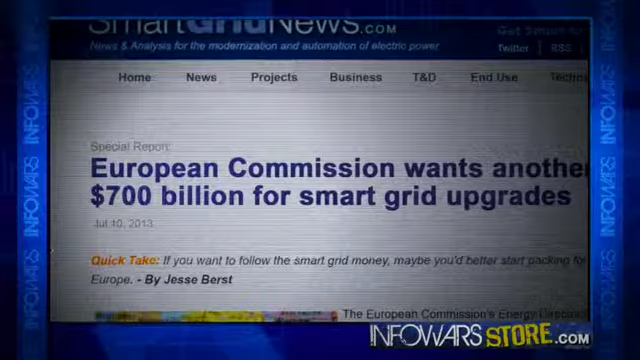 SmartGridNews.COM
News & Analysis for the modernization and automation of electric power
Twitter | RSS
Home News Projects Business T&D End Use
Special Report:
European Commission wants another
$700 billion for smart grid upgrades
Jul 10, 2013
Quick Take: If you want to follow the smart grid money, maybe you'd better start packing for
Europe. - By Jesse Berst
The European Commission's Energy
INFOWARS
INFOWARS
INFOWARS
INFOWARS
INFOWARS STORE.COM